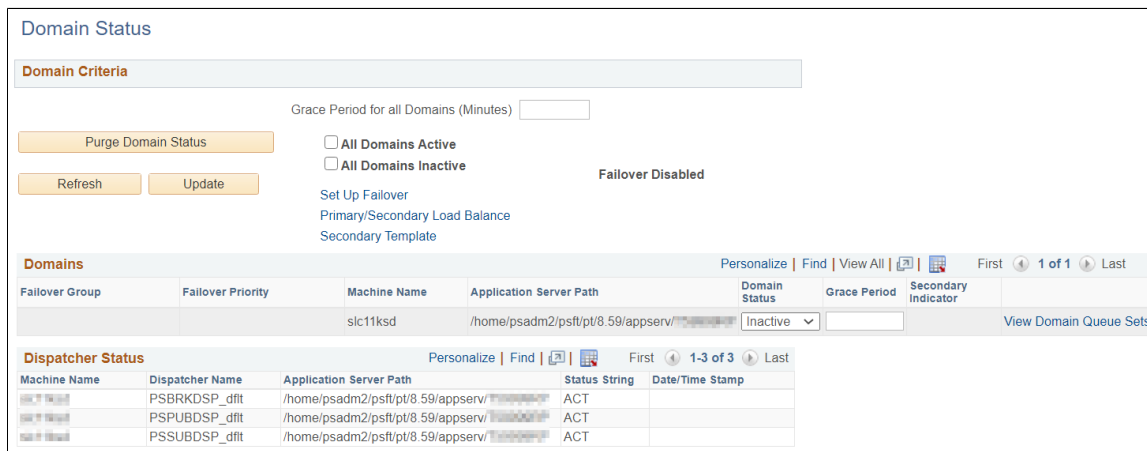 Domain Status
Domain Criteria
Grace Period for all Domains (Minutes)
Purge Domain Status
All Domains Active
All Domains Inactive
Failover Disabled
Refresh Update
Set Up Failover
Primary/Secondary Load Balance
Secondary Template
Domains Personalize | Find | View All | | First 1 of 1 Last
Failover Group Failover Priority Machine Name Application Server Path Domain Status Grace Period Secondary Indicator
slc11ksd /home/psadm2/psft/pt/8.59/appserv/ Inactive View Domain Queue Sets
Dispatcher Status Personalize | Find | | First 1-3 of 3 Last
Machine Name Dispatcher Name Application Server Path Status String Date/Time Stamp
PSBRKDSP_dflt /home/psadm2/psft/pt/8.59/appserv/ ACT
PSPUBDSP_dflt /home/psadm2/psft/pt/8.59/appserv/ ACT
PSSUBDSP_dflt /home/psadm2/psft/pt/8.59/appserv/ ACT